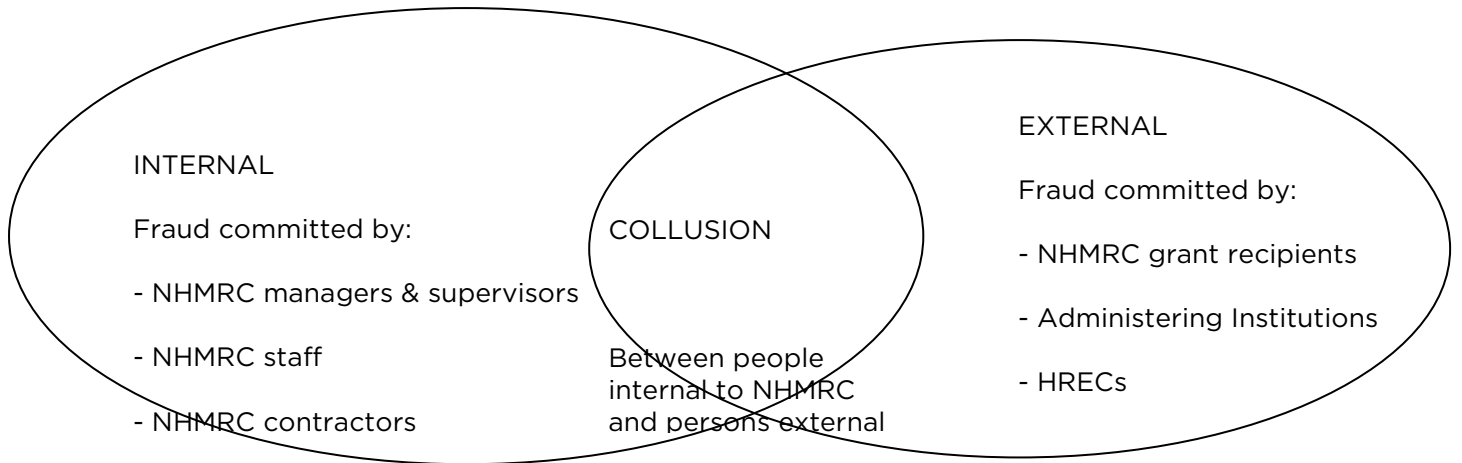 INTERNAL
Fraud committed by:
- NHMRC managers & supervisors
- NHMRC staff
- NHMRC contractors
COLLUSION
Between people
internal to NHMRC
and persons external
EXTERNAL
Fraud committed by:
- NHMRC grant recipients
- Administering Institutions
- HRECs